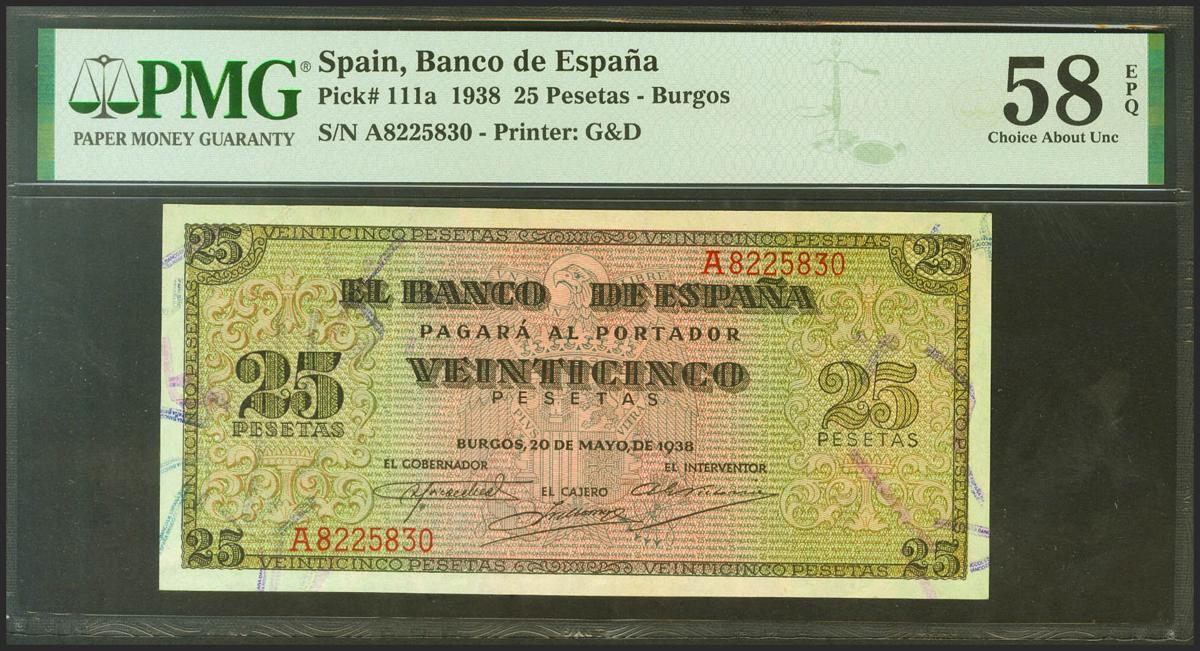 PMG®
PAPER MONEY GUARANTY
Spain, Banco de España
Pick# 111a 1938 25 Pesetas - Burgos
S/N A8225830 - Printer: G&D
58
EPQ
Choice About Unc
25 VEINTICINCO PESETAS VEINTICINCO PESETAS 25
A8225830
EL BANCO DE ESPAÑA
PAGARÁ AL PORTADOR
VEINTICINCO
PESETAS
25
PESETAS
25
PESETAS
PLVS VLTRA
BURGOS, 20 DE MAYO, DE 1938
EL GOBERNADOR
EL INTERVENTOR
EL CAJERO
A8225830
25 VEINTICINCO PESETAS VEINTICINCO PESETAS 25